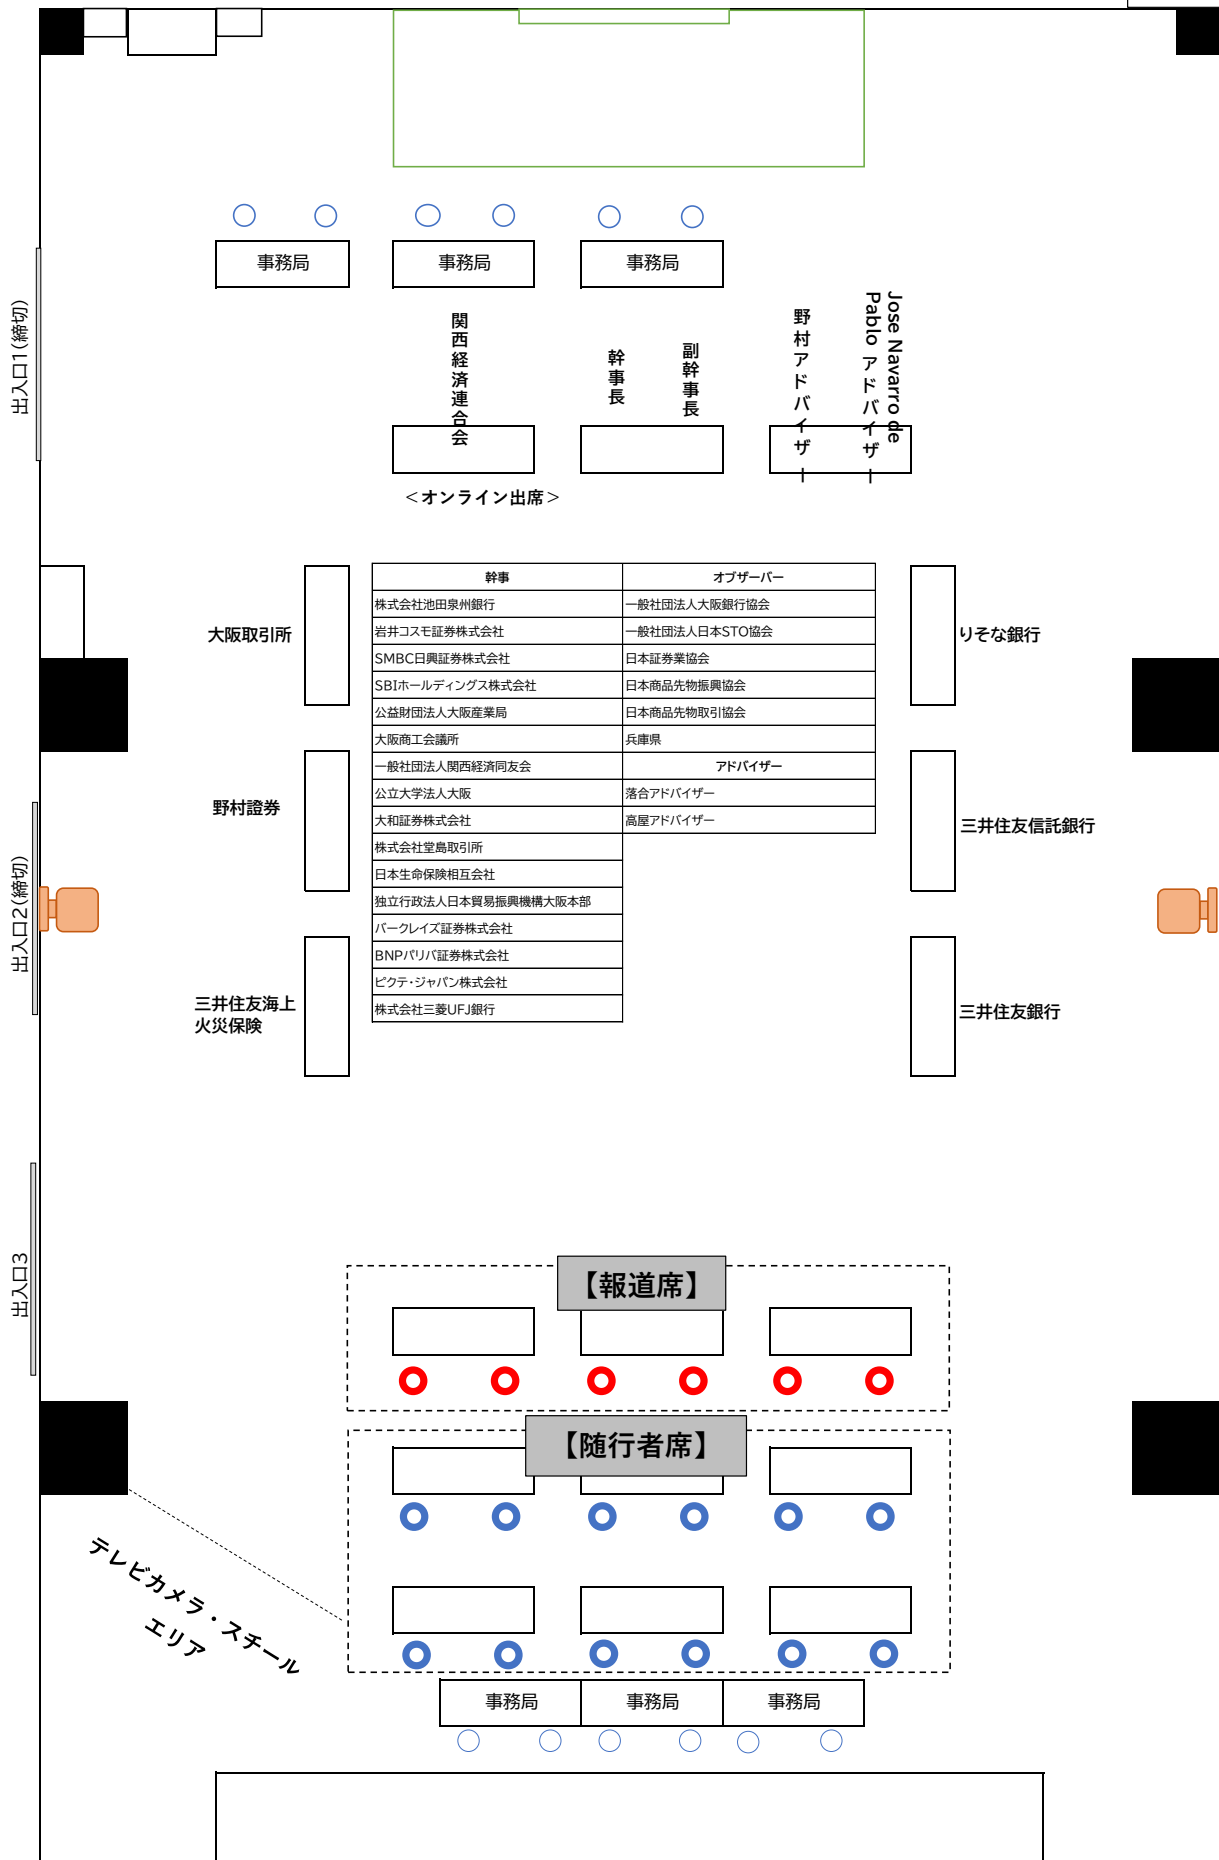 事務局
事務局
事務局
出入口1(締切)
関西経済連合会
幹事長
副幹事長
野村アドバイザー
Jose Navarro de
Pablo アドバイザー
＜オンライン出席＞
幹事
オブザーバー
株式会社池田泉州銀行
一般社団法人大阪銀行協会
岩井コスモ証券株式会社
一般社団法人日本STO協会
SMBC日興証券株式会社
日本証券業協会
SBIホールディングス株式会社
日本商品先物振興協会
公益財団法人大阪産業局
日本商品先物取引協会
大阪商工会議所
兵庫県
一般社団法人関西経済同友会
アドバイザー
公立大学法人大阪
落合アドバイザー
大和証券株式会社
高屋アドバイザー
株式会社堂島取引所
日本生命保険相互会社
独立行政法人日本貿易振興機構大阪本部
バークレイズ証券株式会社
BNPパリバ証券株式会社
ピクテ・ジャパン株式会社
株式会社三菱UFJ銀行
大阪取引所
野村證券
三井住友海上
火災保険
りそな銀行
三井住友信託銀行
三井住友銀行
出入口2(締切)
出入口3
【報道席】
【随行者席】
テレビカメラ・スチール
エリア
事務局
事務局
事務局